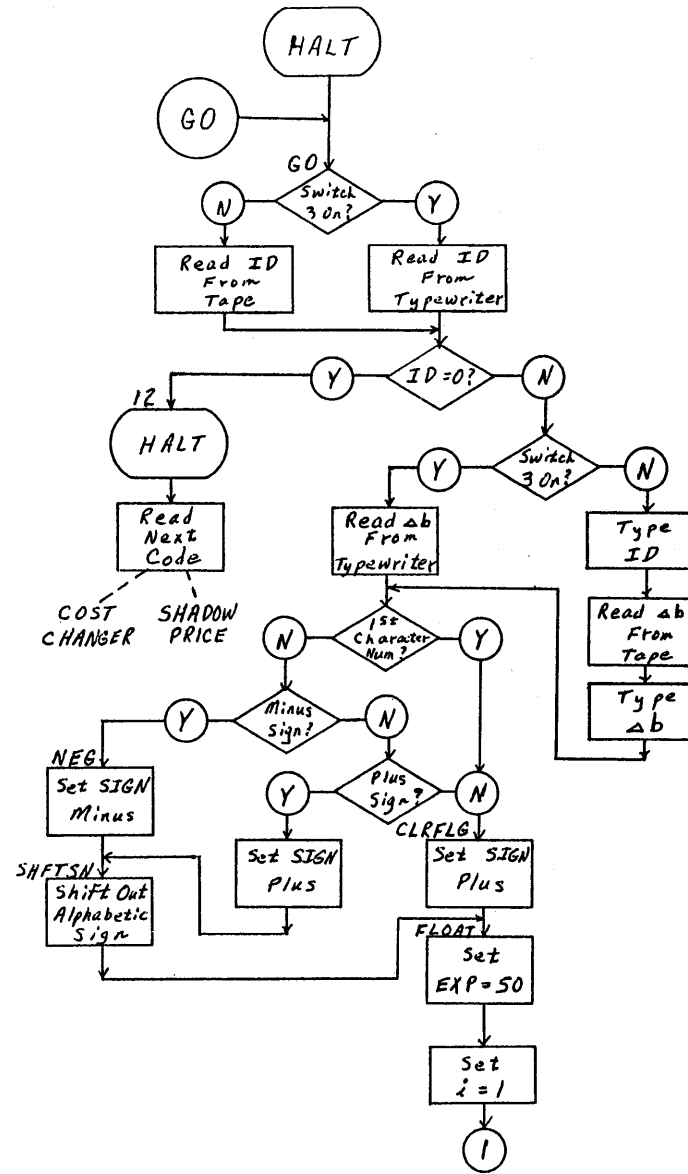 HALT
GO
GO
Switch
3 On?
N
Y
Read ID
From
Tape
Read ID
From
Typewriter
Y
ID=0?
N
12
HALT
Switch
3 On?
Y
N
Read
Next
Code
Read Δb
From
Typewriter
Type
ID
COST
CHANGER
SHADOW
PRICE
1st
Character
Num?
N
Y
Read Δb
From
Tape
Type
Δb
Minus
Sign?
Y
N
NEG
Set SIGN
Minus
Plus
Sign?
Y
N
CLRFLG
Set SIGN
Plus
Set SIGN
Plus
SHFTSN
Shift Out
Alphabetic
Sign
FLOAT
Set
EXP=50
Set
i=1
1